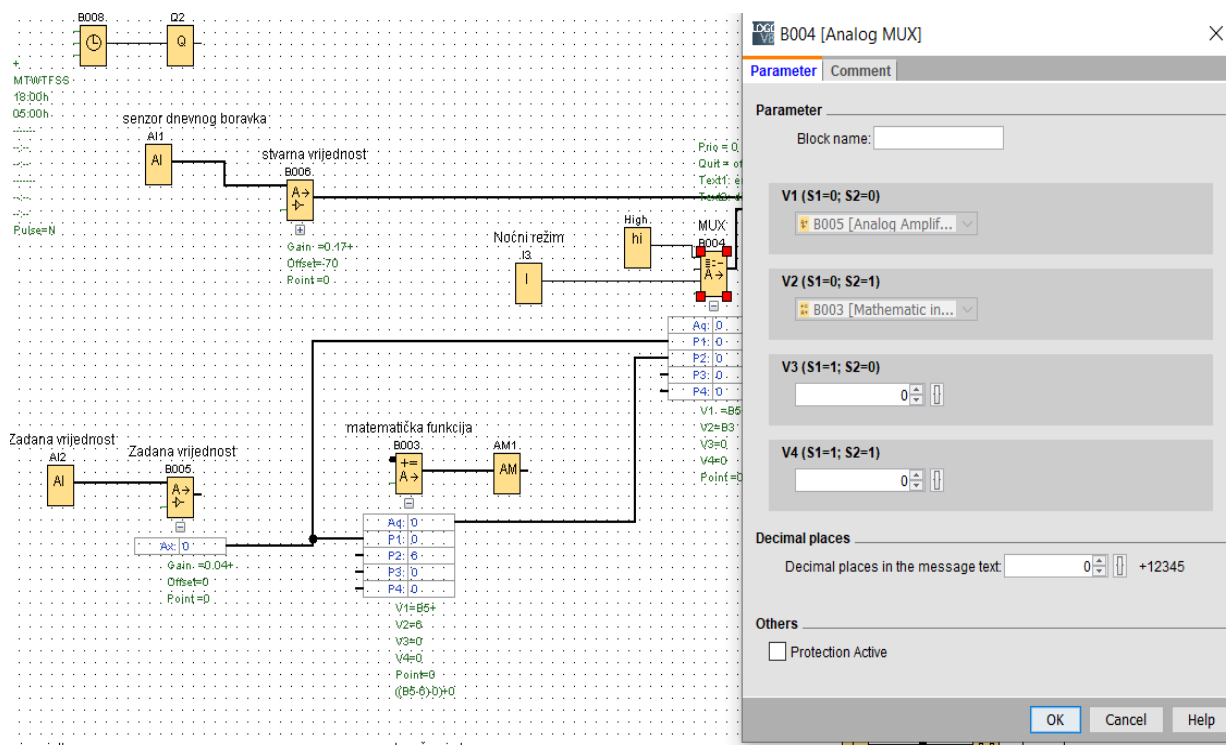 B008
Q2
Q
+
MTWTFSS
18:00h
05:00h
------
--:--
--:--
------
--:--
--:--
Pulse=N
senzor dnevnog boravka
AI1
AI
stvarna vrijednost
B006
A→
Gain =0.17+
Offset=-70
Point=0
Prio = 0
Quit = of
Text1: e
High
hi
MUX
B004
A→
Noćni režim
I3
I
Aq: 0
P1: 0
P2: 0
P3: 0
P4: 0
V1 =B5
V2=B3
V3=0
V4=0
Point=0
Zadana vrijednost
AI2
AI
Zadana vrijednost
B005
A→
Ax: 0
Gain =0.04+
Offset=0
Point=0
matematička funkcija
B003
+=
A→
AM1
AM
Aq: 0
P1: 0
P2: 6
P3: 0
P4: 0
V1=B5+
V2=6
V3=0
V4=0
Point=0
((B5-6)-0)+0
B004 [Analog MUX]
Parameter
Comment
Parameter
Block name:
V1 (S1=0; S2=0)
B005 [Analog Amplif...
V2 (S1=0; S2=1)
B003 [Mathematic in...
V3 (S1=1; S2=0)
0
V4 (S1=1; S2=1)
0
Decimal places
Decimal places in the message text: 0 +12345
Others
Protection Active
OK Cancel Help